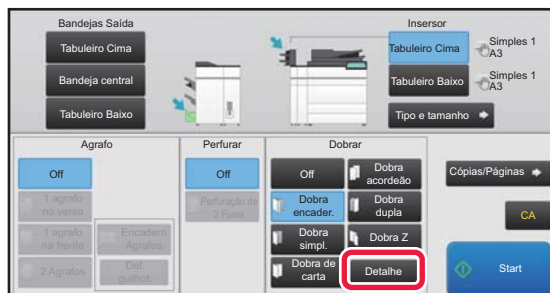 Bandejas Saída
Insersor
Tabuleiro Cima
Bandeja central
Tabuleiro Baixo
Tabuleiro Cima
Simples 1
A3
Tabuleiro Baixo
Simples 1
A3
Tipo e tamanho
Agrafo
Perfurar
Dobrar
Off
1 agrafo
no verso
1 agrafo
na frente
2 Agrafos
Encadern
Agrafos
Def.
guilhot.
Off
Perfuração de
2 Furos
Off
Dobra
acordeão
Dobra
encader.
Dobra
dupla
Dobra
simpl.
Dobra Z
Dobra de
carta
Detalhe
Cópias/Páginas
CA
Start